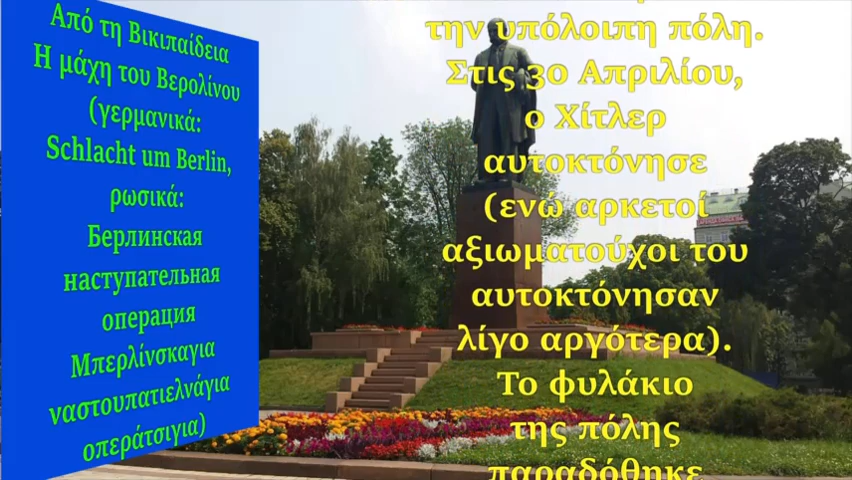 Από τη Βικιπαίδεια
Η μάχη του Βερολίνου
(γερμανικά:
Schlacht um Berlin,
ρωσικά:
Берлинская
наступательная
операция
Μπερλίνσκαγια
ναστουπατιελνάγια
οπεράτσιγια)
την υπόλοιπη πόλη.
Στις 30 Απριλίου,
ο Χίτλερ
αυτοκτόνησε
(ενώ αρκετοί
αξιωματούχοι του
αυτοκτόνησαν
λίγο αργότερα).
Το φυλάκιο
της πόλης
παραδόθηκε